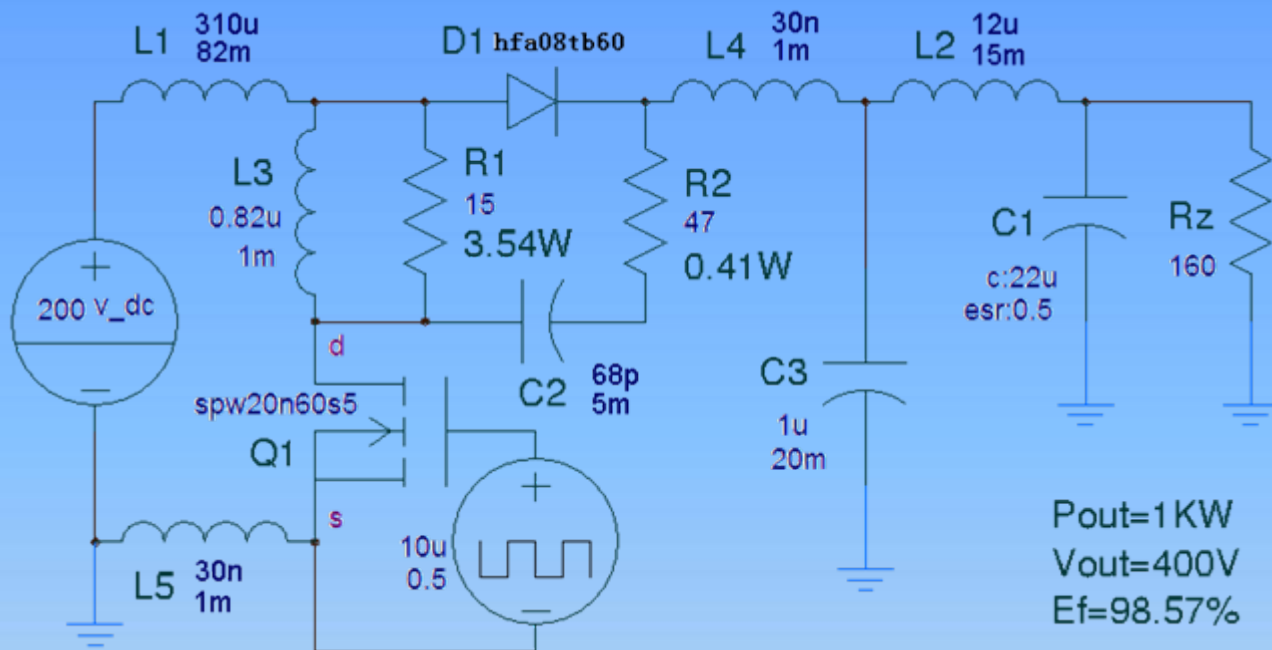 L1 310u
82m
D1 hfa08tb60
L4 30n
1m
L2 12u
15m
L3
0.82u
1m
R1
15
3.54W
R2
47
0.41W
C1
c:22u
esr:0.5
Rz
160
+
200 v_dc
−
d
spw20n60s5
Q1
s
C2 68p
5m
C3
1u
20m
+
10u
0.5
−
L5 30n
1m
Pout=1KW
Vout=400V
Ef=98.57%